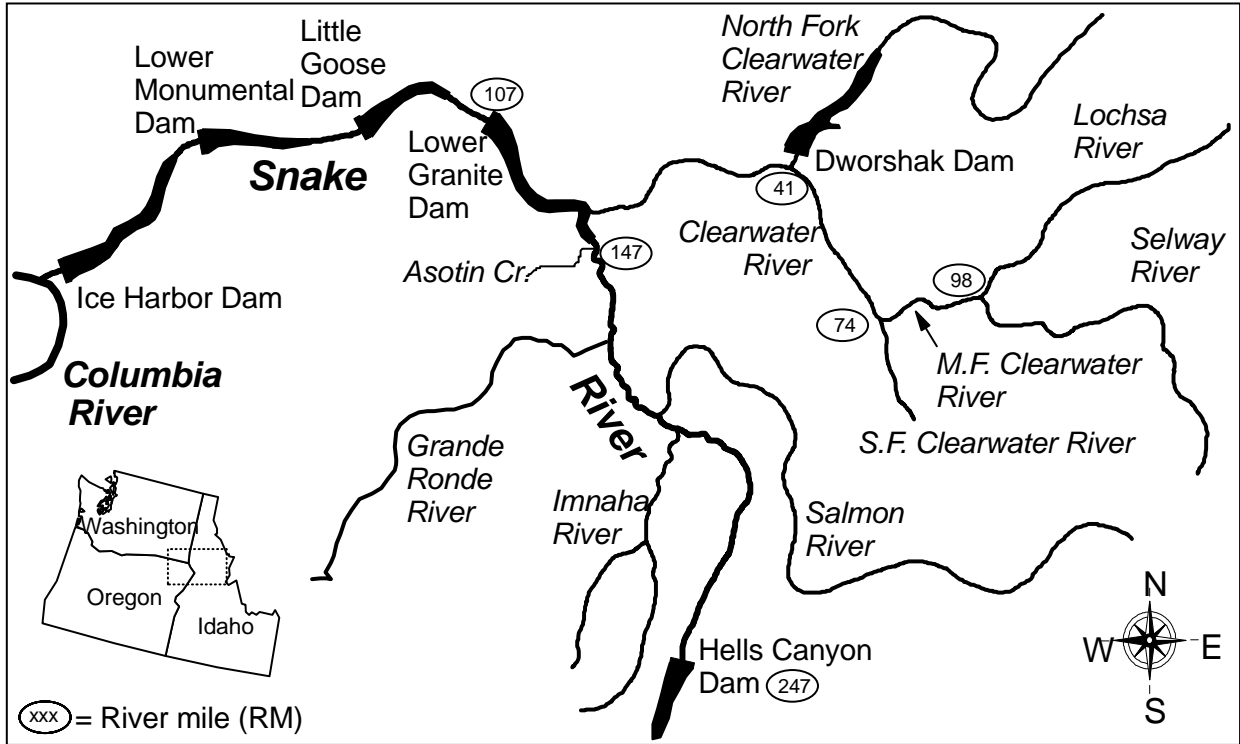 Lower
Monumental
Dam
Little
Goose
Dam
107
Snake
Lower
Granite
Dam
North Fork
Clearwater
River
Lochsa
River
Dworshak Dam
41
Clearwater
River
Selway
River
147
Asotin Cr.
98
Ice Harbor Dam
74
M.F. Clearwater
River
Columbia
River
River
S.F. Clearwater River
Grande
Ronde
River
Imnaha
River
Salmon
River
Washington
Oregon
Idaho
Hells Canyon
Dam 247
N
W E
S
xxx = River mile (RM)